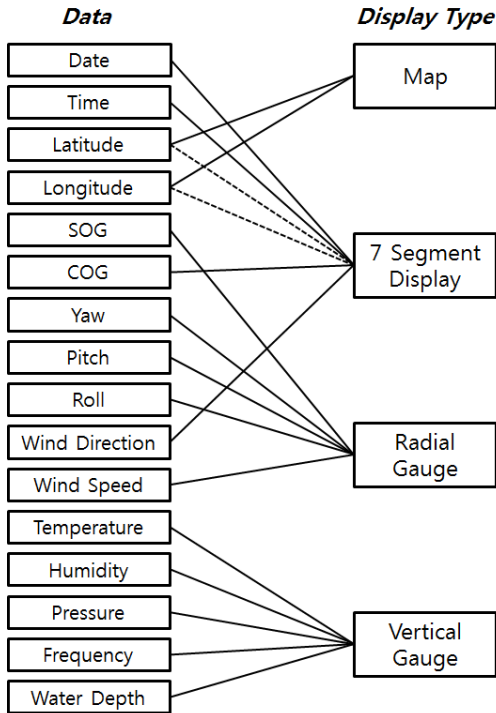 Data
Display Type
Date
Time
Latitude
Longitude
SOG
COG
Yaw
Pitch
Roll
Wind Direction
Wind Speed
Temperature
Humidity
Pressure
Frequency
Water Depth
Map
7 Segment
Display
Radial
Gauge
Vertical
Gauge